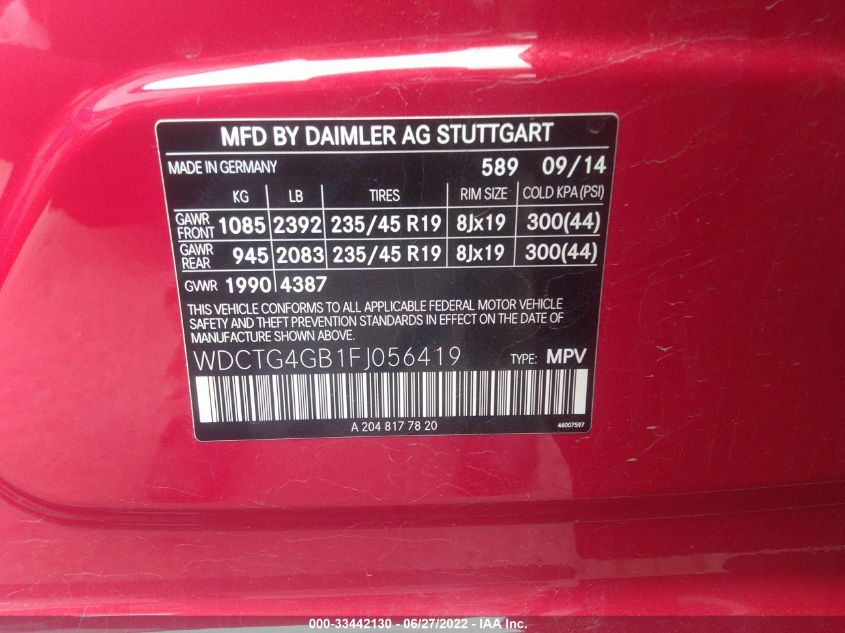 MFD BY DAIMLER AG STUTTGART
MADE IN GERMANY 589 09/14
KG LB TIRES RIM SIZE COLD KPA (PSI)
GAWR FRONT 1085 2392 235/45 R19 8Jx19 300(44)
GAWR REAR 945 2083 235/45 R19 8Jx19 300(44)
GVWR 1990 4387
THIS VEHICLE CONFORMS TO ALL APPLICABLE FEDERAL MOTOR VEHICLE
SAFETY AND THEFT PREVENTION STANDARDS IN EFFECT ON THE DATE OF
MANUFACTURE SHOWN ABOVE.
WDCTG4GB1FJ056419 TYPE: MPV
A 204 817 78 20 46007597
000-33442130 - 06/27/2022 - IAA Inc.